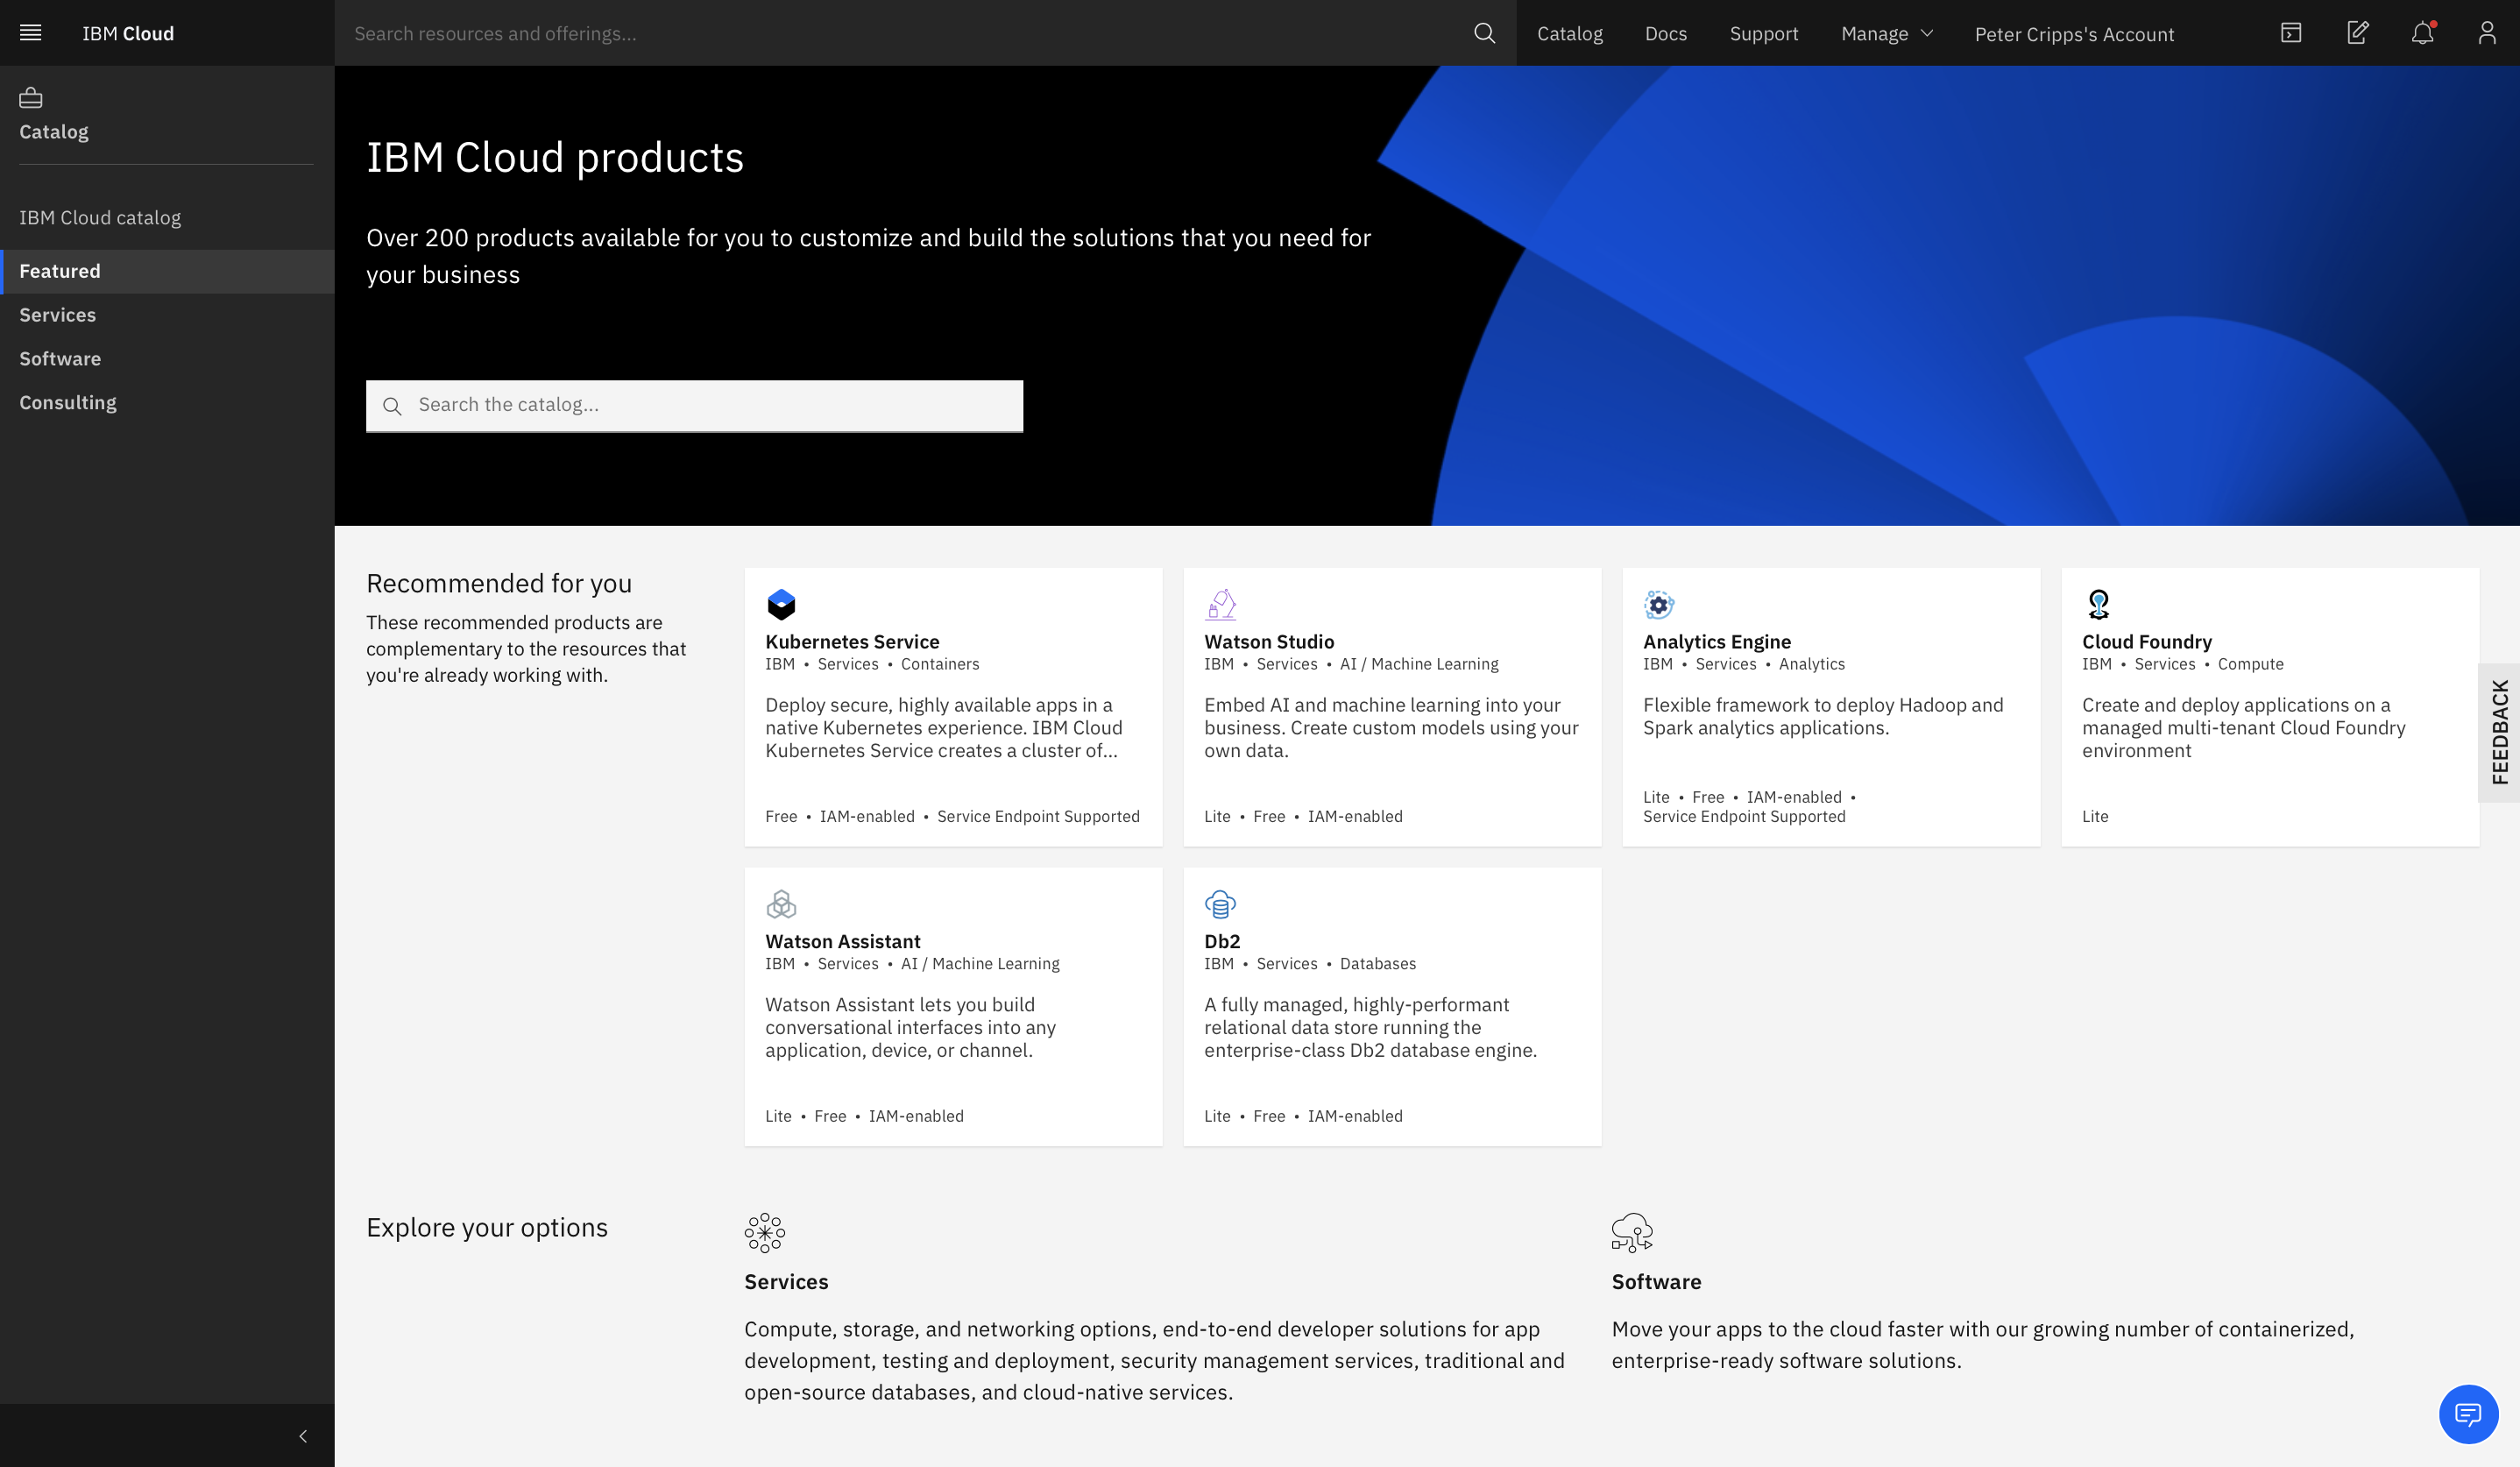 IBM Cloud
Search resources and offerings...
Catalog
Docs
Support
Manage
Peter Cripps's Account
Catalog
IBM Cloud catalog
Featured
Services
Software
Consulting
IBM Cloud products
Over 200 products available for you to customize and build the solutions that you need for
your business
Search the catalog...
Recommended for you
These recommended products are
complementary to the resources that
you're already working with.
Kubernetes Service
IBM • Services • Containers
Deploy secure, highly available apps in a
native Kubernetes experience. IBM Cloud
Kubernetes Service creates a cluster of...
Free • IAM-enabled • Service Endpoint Supported
Watson Studio
IBM • Services • AI / Machine Learning
Embed AI and machine learning into your
business. Create custom models using your
own data.
Lite • Free • IAM-enabled
Analytics Engine
IBM • Services • Analytics
Flexible framework to deploy Hadoop and
Spark analytics applications.
Lite • Free • IAM-enabled •
Service Endpoint Supported
Cloud Foundry
IBM • Services • Compute
Create and deploy applications on a
managed multi-tenant Cloud Foundry
environment
Lite
FEEDBACK
Watson Assistant
IBM • Services • AI / Machine Learning
Watson Assistant lets you build
conversational interfaces into any
application, device, or channel.
Lite • Free • IAM-enabled
Db2
IBM • Services • Databases
A fully managed, highly-performant
relational data store running the
enterprise-class Db2 database engine.
Lite • Free • IAM-enabled
Explore your options
Services
Compute, storage, and networking options, end-to-end developer solutions for app
development, testing and deployment, security management services, traditional and
open-source databases, and cloud-native services.
Software
Move your apps to the cloud faster with our growing number of containerized,
enterprise-ready software solutions.